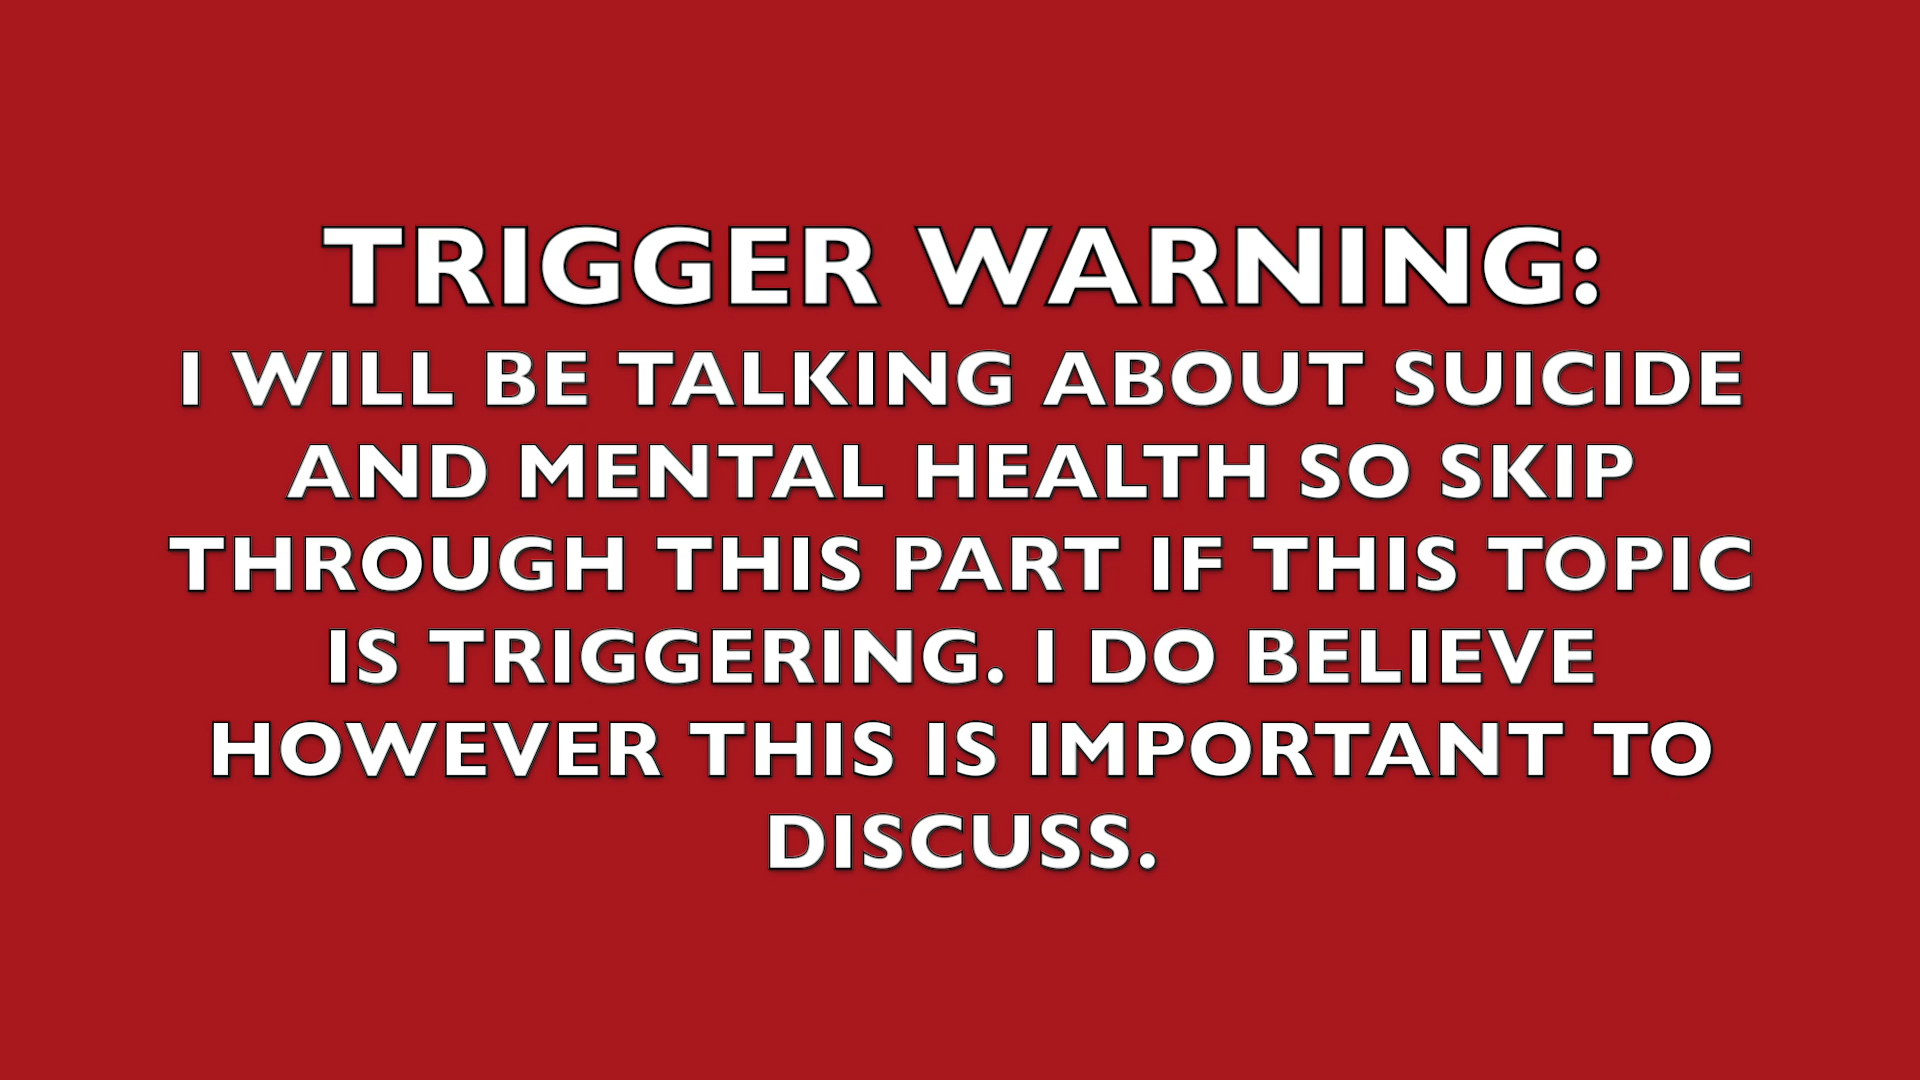 TRIGGER WARNING:
I WILL BE TALKING ABOUT SUICIDE
AND MENTAL HEALTH SO SKIP
THROUGH THIS PART IF THIS TOPIC
IS TRIGGERING. I DO BELIEVE
HOWEVER THIS IS IMPORTANT TO
DISCUSS.